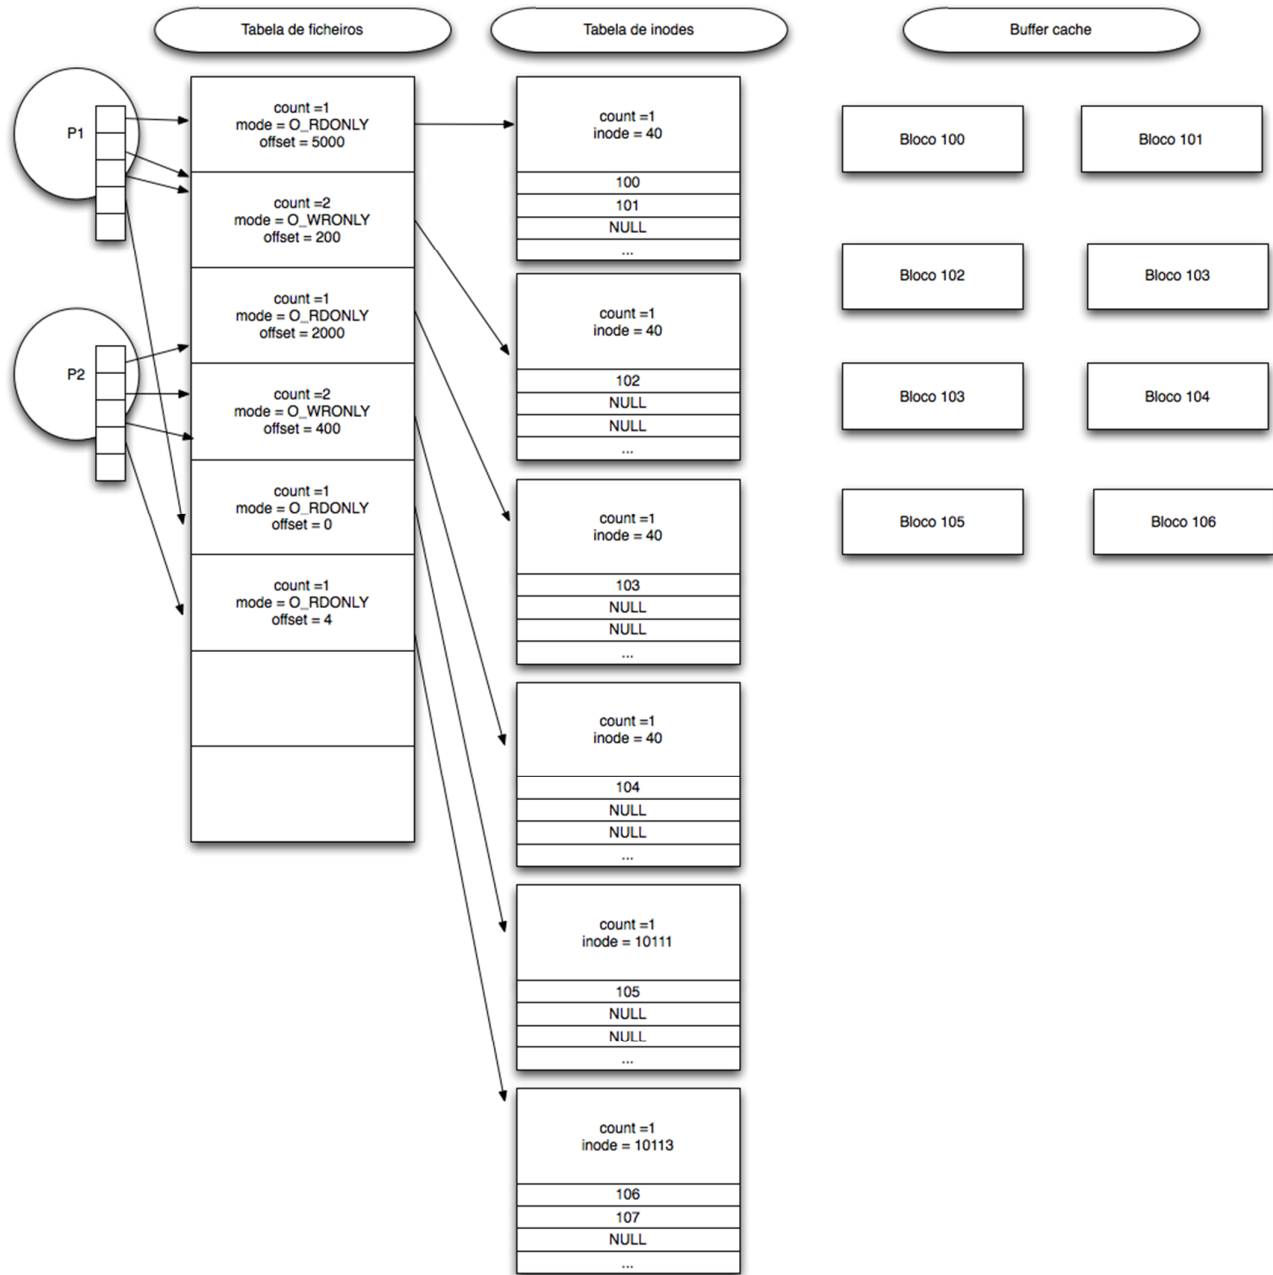 Tabela de ficheiros
Tabela de inodes
Buffer cache
P1
P2
count =1
mode = O_RDONLY
offset = 5000
count =2
mode = O_WRONLY
offset = 200
count =1
mode = O_RDONLY
offset = 2000
count =2
mode = O_WRONLY
offset = 400
count =1
mode = O_RDONLY
offset = 0
count =1
mode = O_RDONLY
offset = 4
count =1
inode = 40
100
101
NULL
...
count =1
inode = 40
102
NULL
NULL
...
count =1
inode = 40
103
NULL
NULL
...
count =1
inode = 40
104
NULL
NULL
...
count =1
inode = 10111
105
NULL
NULL
...
count =1
inode = 10113
106
107
NULL
...
Bloco 100
Bloco 101
Bloco 102
Bloco 103
Bloco 103
Bloco 104
Bloco 105
Bloco 106